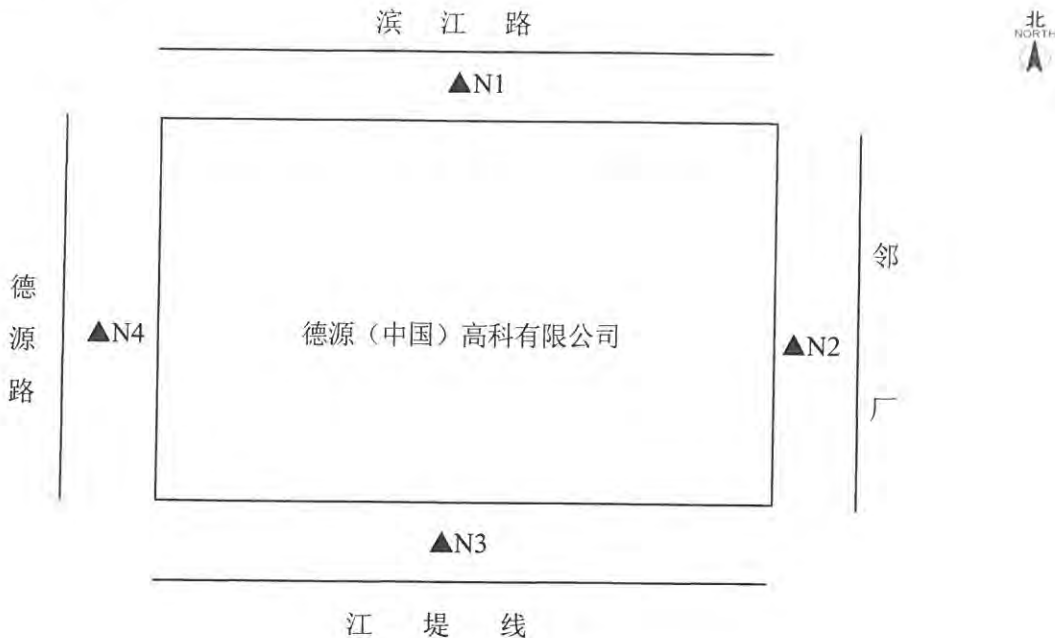 滨江路
北
NORTH
▲N1
德源路
▲N4
德源（中国）高科有限公司
▲N2
邻厂
▲N3
江堤线